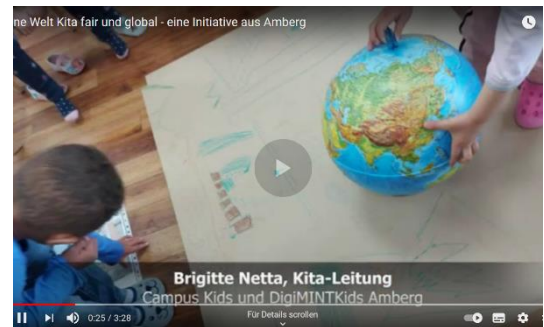 ne Welt Kita fair und global - eine Initiative aus Amberg
Brigitte Netta, Kita-Leitung
Campus Kids und DigiMINTKids Amberg
0:25 / 3:28
Für Details scrollen